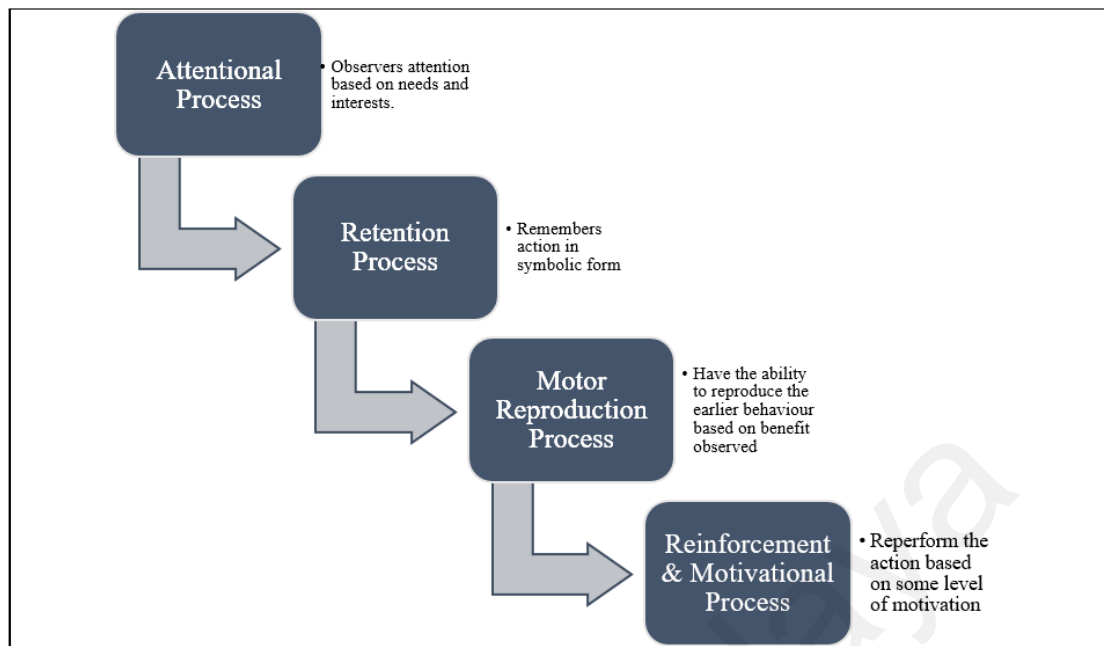 Attentional
Process
• Observers attention
based on needs and
interests.
Retention
Process
• Remembers
action in
symbolic form
Motor
Reproduction
Process
• Have the ability
to reproduce the
earlier behaviour
based on benefit
observed
Reinforcement
& Motivational
Process
• Reperform the
action based
on some level
of motivation